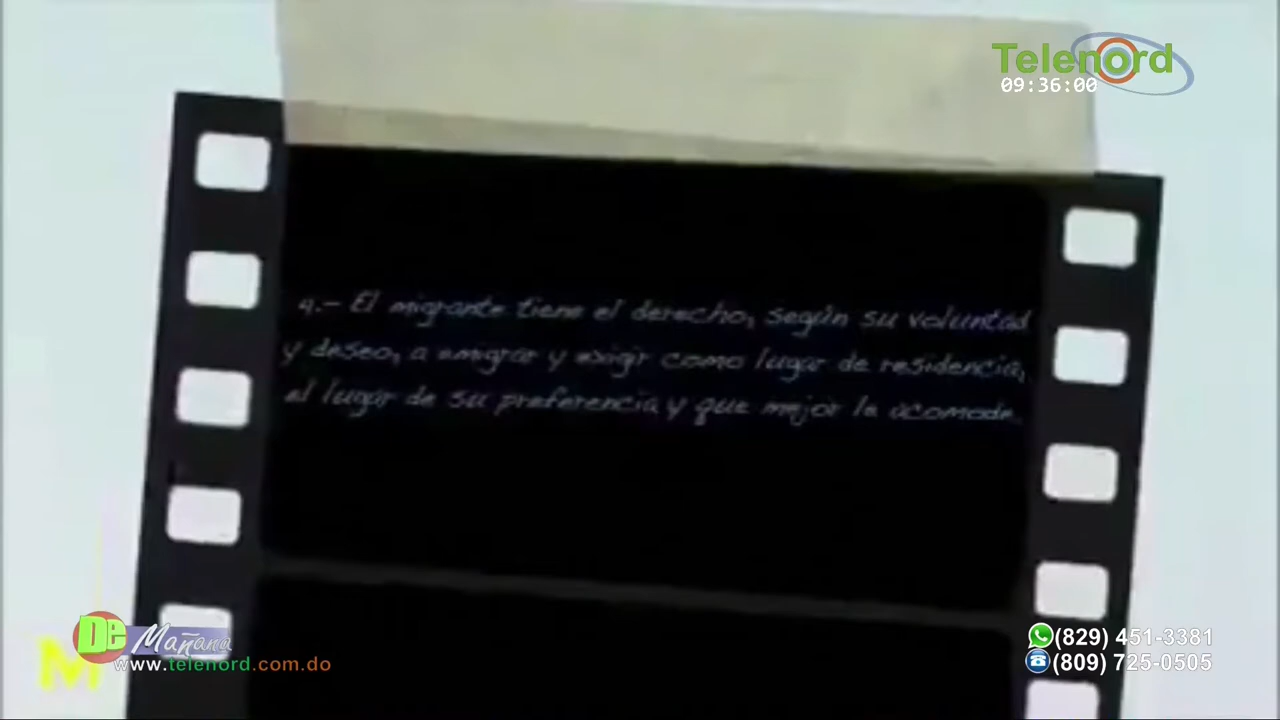 Telenord
09:36:00
4.- El migrante tiene el derecho, según su voluntad
y deseo, a emigrar y exigir como lugar de residencia,
el lugar de su preferencia y que mejor le acomode.
De Mañana
www.telenord.com.do
M
(829) 451-3381
(809) 725-0505